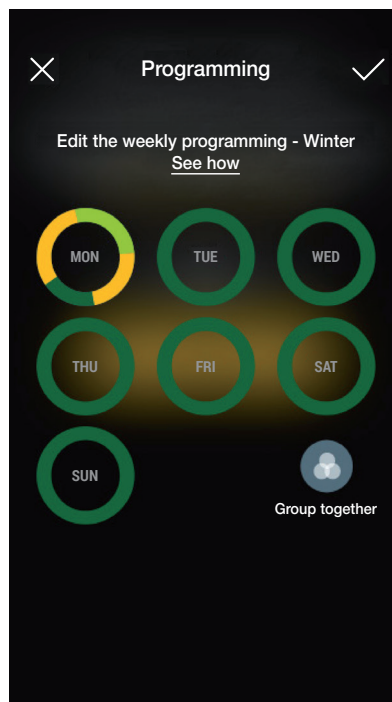 Programming
Edit the weekly programming - Winter
See how
MON TUE WED
THU FRI SAT
SUN
Group together